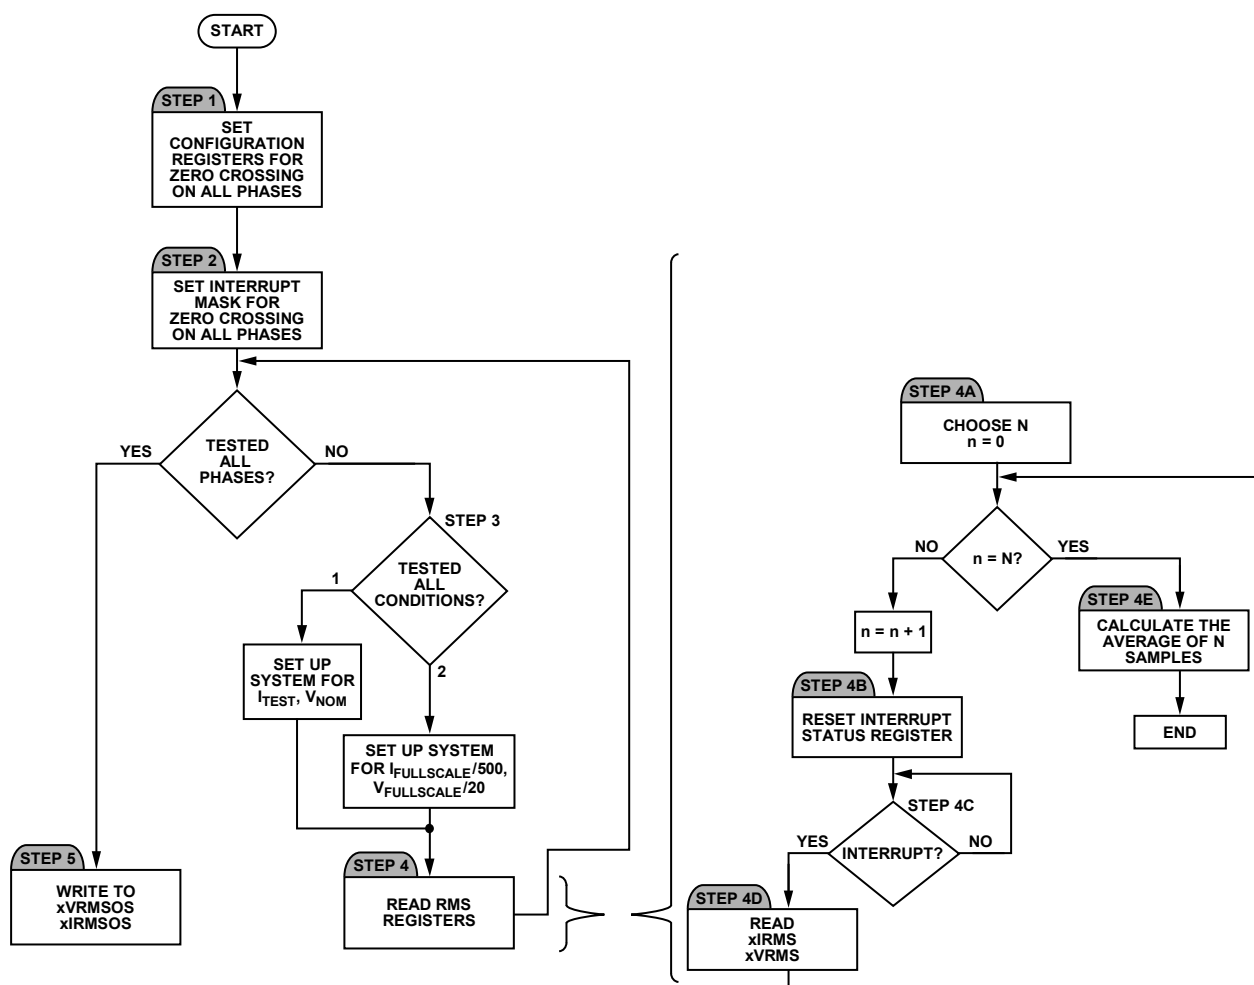 START
STEP 1
SET
CONFIGURATION
REGISTERS FOR
ZERO CROSSING
ON ALL PHASES
STEP 2
SET INTERRUPT
MASK FOR
ZERO CROSSING
ON ALL PHASES
YES
TESTED
ALL
PHASES?
NO
STEP 3
1
TESTED
ALL
CONDITIONS?
2
SET UP
SYSTEM FOR
ITEST, VNOM
SET UP SYSTEM
FOR IFULLSCALE/500,
VFULLSCALE/20
STEP 5
WRITE TO
xVRMSOS
xIRMSOS
STEP 4
READ RMS
REGISTERS
STEP 4A
CHOOSE N
n = 0
NO
n = N?
YES
n = n + 1
STEP 4E
CALCULATE THE
AVERAGE OF N
SAMPLES
END
STEP 4B
RESET INTERRUPT
STATUS REGISTER
STEP 4C
YES
INTERRUPT?
NO
STEP 4D
READ
xIRMS
xVRMS